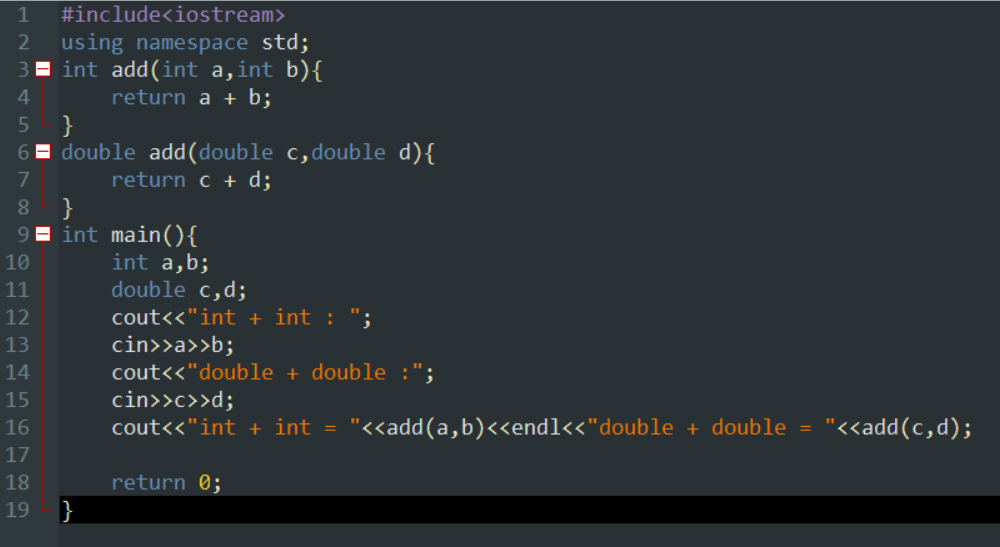 1 #include<iostream>
2 using namespace std;
3 int add(int a,int b){
4     return a + b;
5 }
6 double add(double c,double d){
7     return c + d;
8 }
9 int main(){
10     int a,b;
11     double c,d;
12     cout<<"int + int : ";
13     cin>>a>>b;
14     cout<<"double + double :";
15     cin>>c>>d;
16     cout<<"int + int = "<<add(a,b)<<endl<<"double + double = "<<add(c,d);
17
18     return 0;
19 }